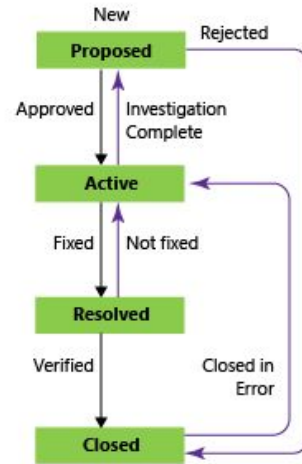 New
Proposed
Rejected
Approved
Investigation
Complete
Active
Fixed
Not fixed
Resolved
Verified
Closed in
Error
Closed